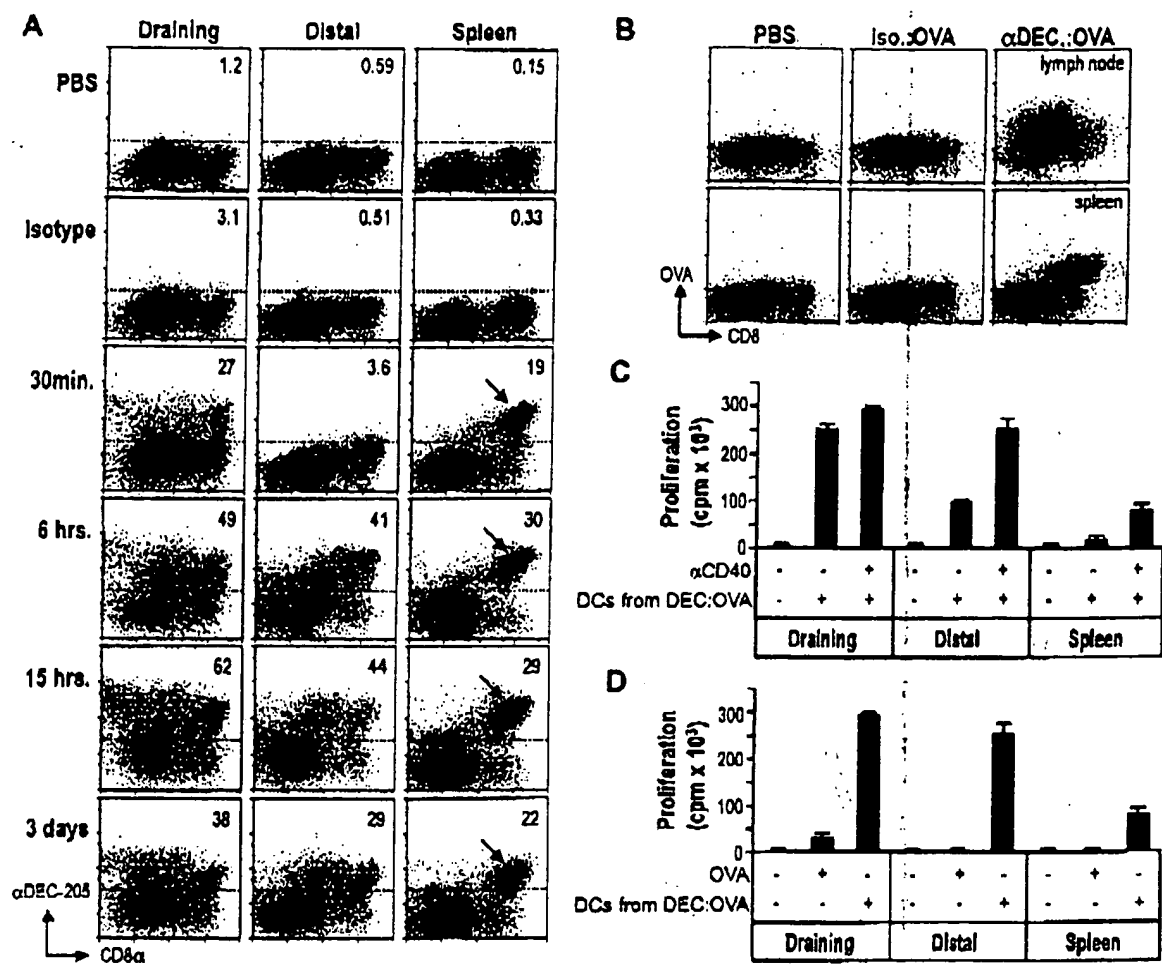 A
Draining Distal Spleen
PBS 1.2 0.59 0.15
Isotype 3.1 0.51 0.33
30min. 27 3.6 19
6 hrs. 49 41 30
15 hrs. 62 44 29
3 days 38 29 22
αDEC-205
CD8α
B
PBS Iso.:OVA αDEC.:OVA
lymph node
spleen
OVA
CD8
C
Proliferation
(cpm x 10³)
300
200
100
0
αCD40 - - + - - + - - +
DCs from DEC:OVA - + + - + + - + +
Draining Distal Spleen
D
Proliferation
(cpm x 10³)
300
200
100
0
OVA - + - - + - - + -
DCs from DEC:OVA - - + - - + - - +
Draining Distal Spleen